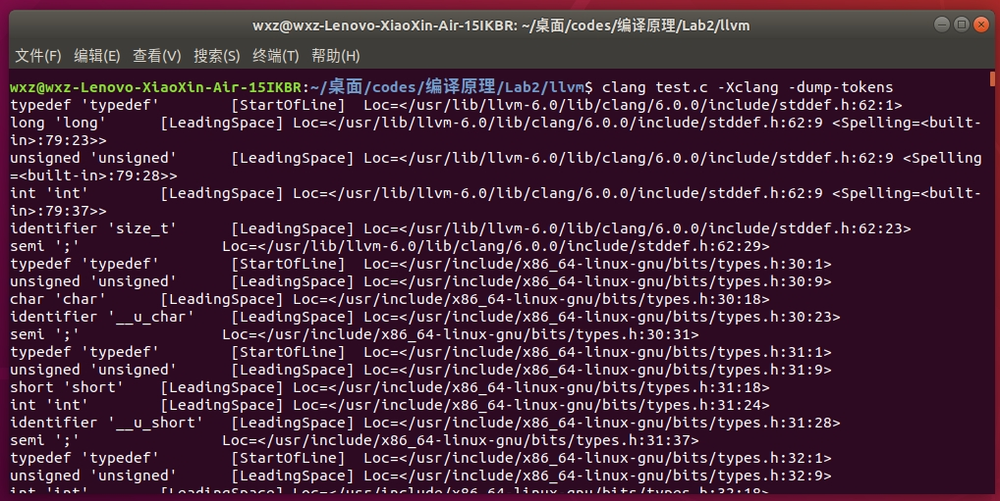 wxz@wxz-Lenovo-XiaoXin-Air-15IKBR: ~/桌面/codes/编译原理/Lab2/llvm
文件(F) 编辑(E) 查看(V) 搜索(S) 终端(T) 帮助(H)
wxz@wxz-Lenovo-XiaoXin-Air-15IKBR:~/桌面/codes/编译原理/Lab2/llvm$ clang test.c -Xclang -dump-tokens
typedef 'typedef' [StartOfLine] Loc=</usr/lib/llvm-6.0/lib/clang/6.0.0/include/stddef.h:62:1>
long 'long' [LeadingSpace] Loc=</usr/lib/llvm-6.0/lib/clang/6.0.0/include/stddef.h:62:9 <Spelling=<built-
in>:79:23>>
unsigned 'unsigned' [LeadingSpace] Loc=</usr/lib/llvm-6.0/lib/clang/6.0.0/include/stddef.h:62:9 <Spelling
=<built-in>:79:28>>
int 'int' [LeadingSpace] Loc=</usr/lib/llvm-6.0/lib/clang/6.0.0/include/stddef.h:62:9 <Spelling=<built-
in>:79:37>>
identifier 'size_t' [LeadingSpace] Loc=</usr/lib/llvm-6.0/lib/clang/6.0.0/include/stddef.h:62:23>
semi ';' Loc=</usr/lib/llvm-6.0/lib/clang/6.0.0/include/stddef.h:62:29>
typedef 'typedef' [StartOfLine] Loc=</usr/include/x86_64-linux-gnu/bits/types.h:30:1>
unsigned 'unsigned' [LeadingSpace] Loc=</usr/include/x86_64-linux-gnu/bits/types.h:30:9>
char 'char' [LeadingSpace] Loc=</usr/include/x86_64-linux-gnu/bits/types.h:30:18>
identifier '__u_char' [LeadingSpace] Loc=</usr/include/x86_64-linux-gnu/bits/types.h:30:23>
semi ';' Loc=</usr/include/x86_64-linux-gnu/bits/types.h:30:31>
typedef 'typedef' [StartOfLine] Loc=</usr/include/x86_64-linux-gnu/bits/types.h:31:1>
unsigned 'unsigned' [LeadingSpace] Loc=</usr/include/x86_64-linux-gnu/bits/types.h:31:9>
short 'short' [LeadingSpace] Loc=</usr/include/x86_64-linux-gnu/bits/types.h:31:18>
int 'int' [LeadingSpace] Loc=</usr/include/x86_64-linux-gnu/bits/types.h:31:24>
identifier '__u_short' [LeadingSpace] Loc=</usr/include/x86_64-linux-gnu/bits/types.h:31:28>
semi ';' Loc=</usr/include/x86_64-linux-gnu/bits/types.h:31:37>
typedef 'typedef' [StartOfLine] Loc=</usr/include/x86_64-linux-gnu/bits/types.h:32:1>
unsigned 'unsigned' [LeadingSpace] Loc=</usr/include/x86_64-linux-gnu/bits/types.h:32:9>
int 'int' [LeadingSpace] Loc=</usr/include/x86_64-linux-gnu/bits/types.h:32:18>